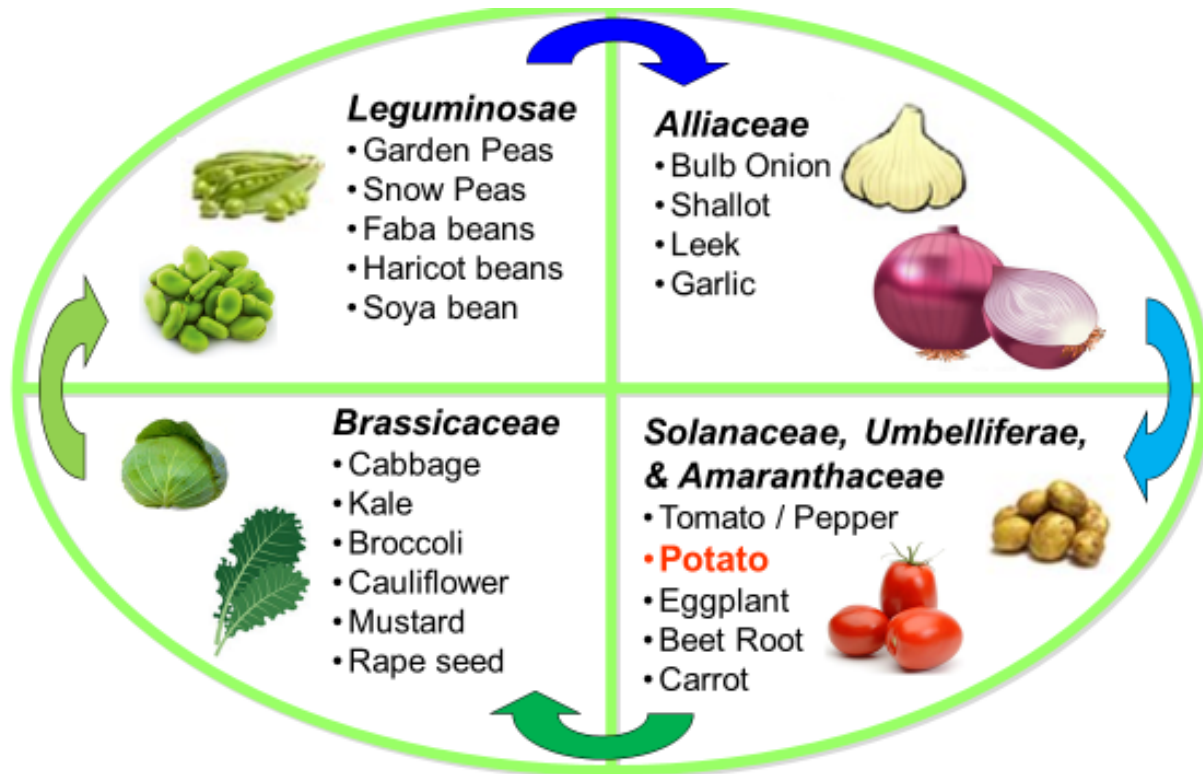 Leguminosae
• Garden Peas
• Snow Peas
• Faba beans
• Haricot beans
• Soya bean
Alliaceae
• Bulb Onion
• Shallot
• Leek
• Garlic
Brassicaceae
• Cabbage
• Kale
• Broccoli
• Cauliflower
• Mustard
• Rape seed
Solanaceae, Umbelliferae,
& Amaranthaceae
• Tomato / Pepper
• Potato
• Eggplant
• Beet Root
• Carrot